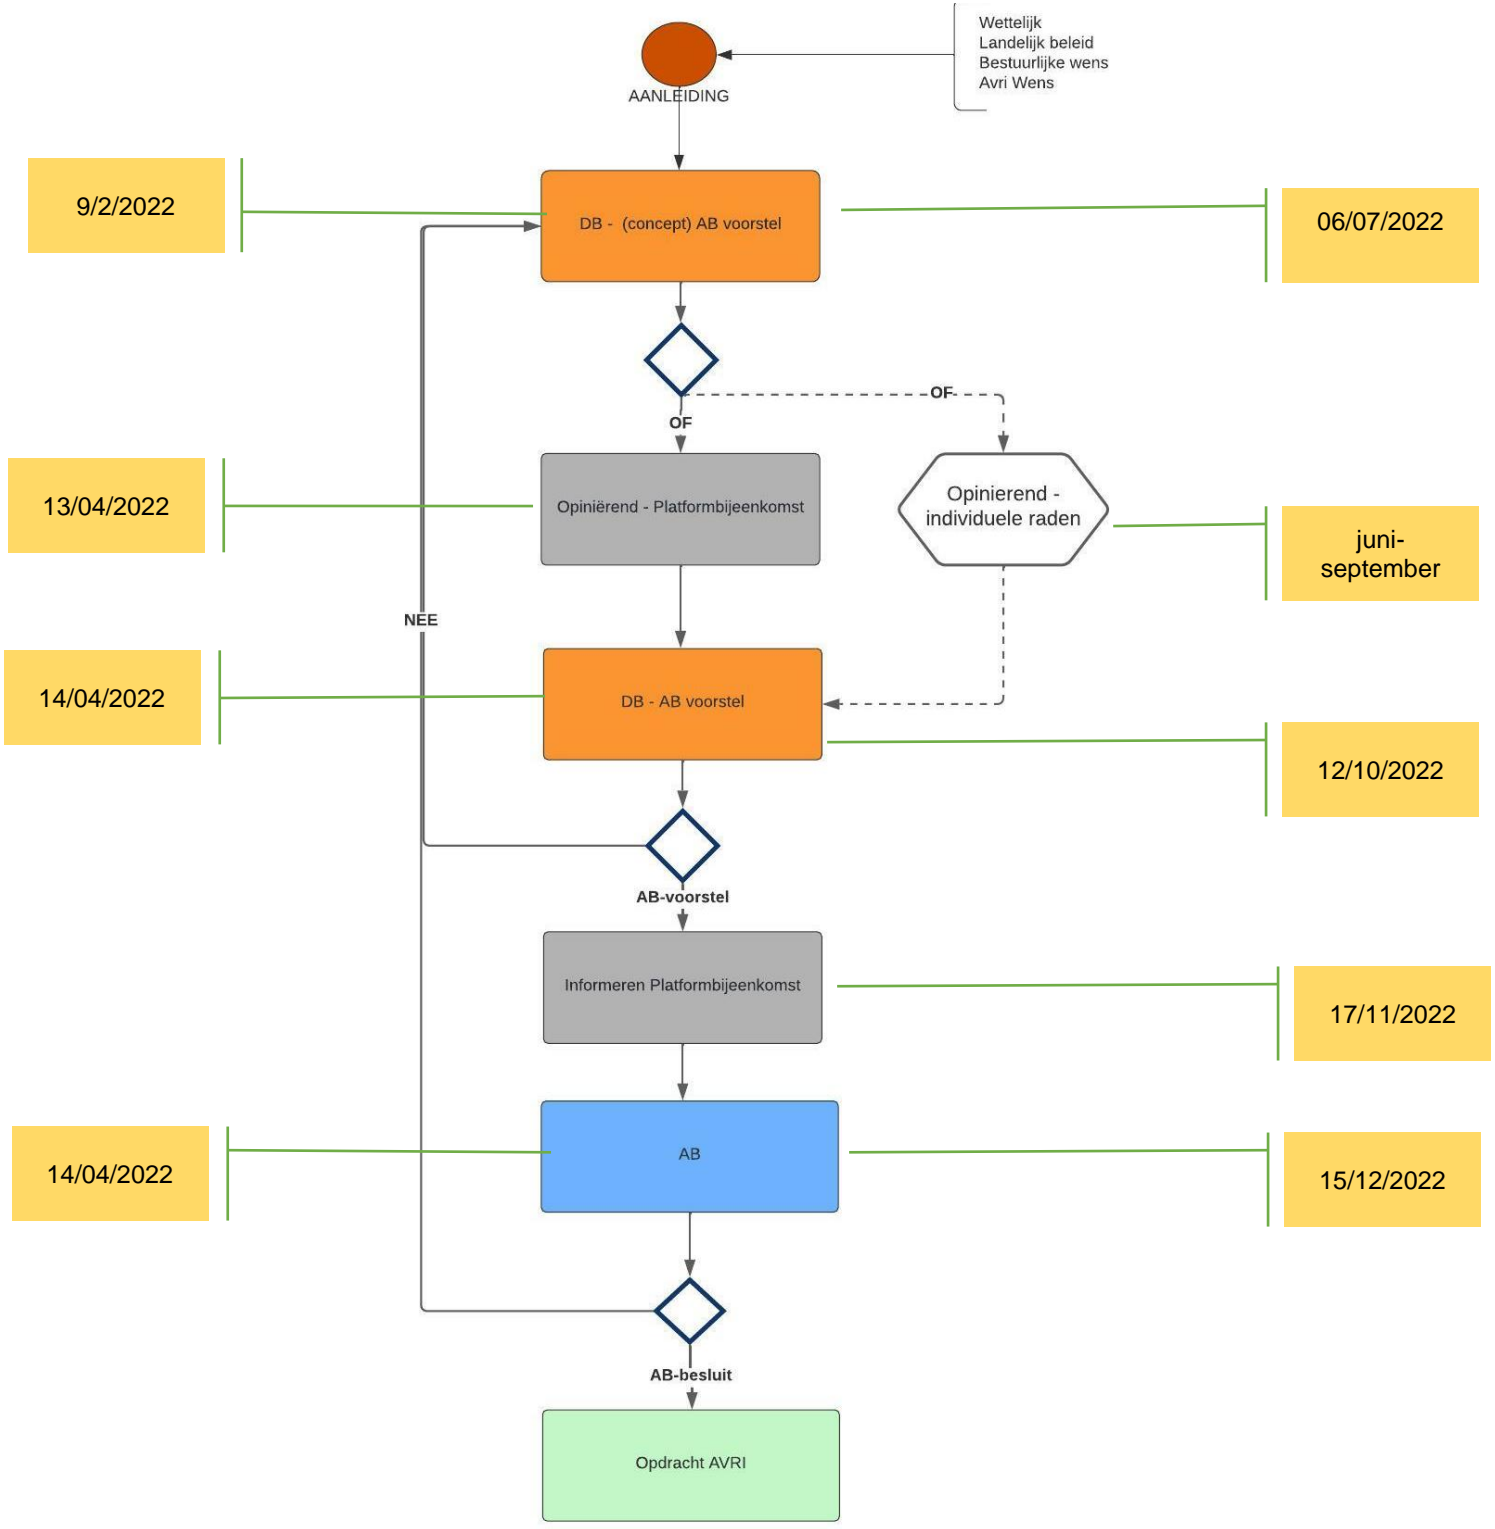 Wettelijk
Landelijk beleid
Bestuurlijke wens
Avri Wens
AANLEIDING
9/2/2022
DB - (concept) AB voorstel
06/07/2022
OF
OF
13/04/2022
Opiniërend - Platformbijeenkomst
Opinierend -
individuele raden
juni-
september
NEE
14/04/2022
DB - AB voorstel
12/10/2022
AB-voorstel
Informeren Platformbijeenkomst
17/11/2022
14/04/2022
AB
15/12/2022
AB-besluit
Opdracht AVRI